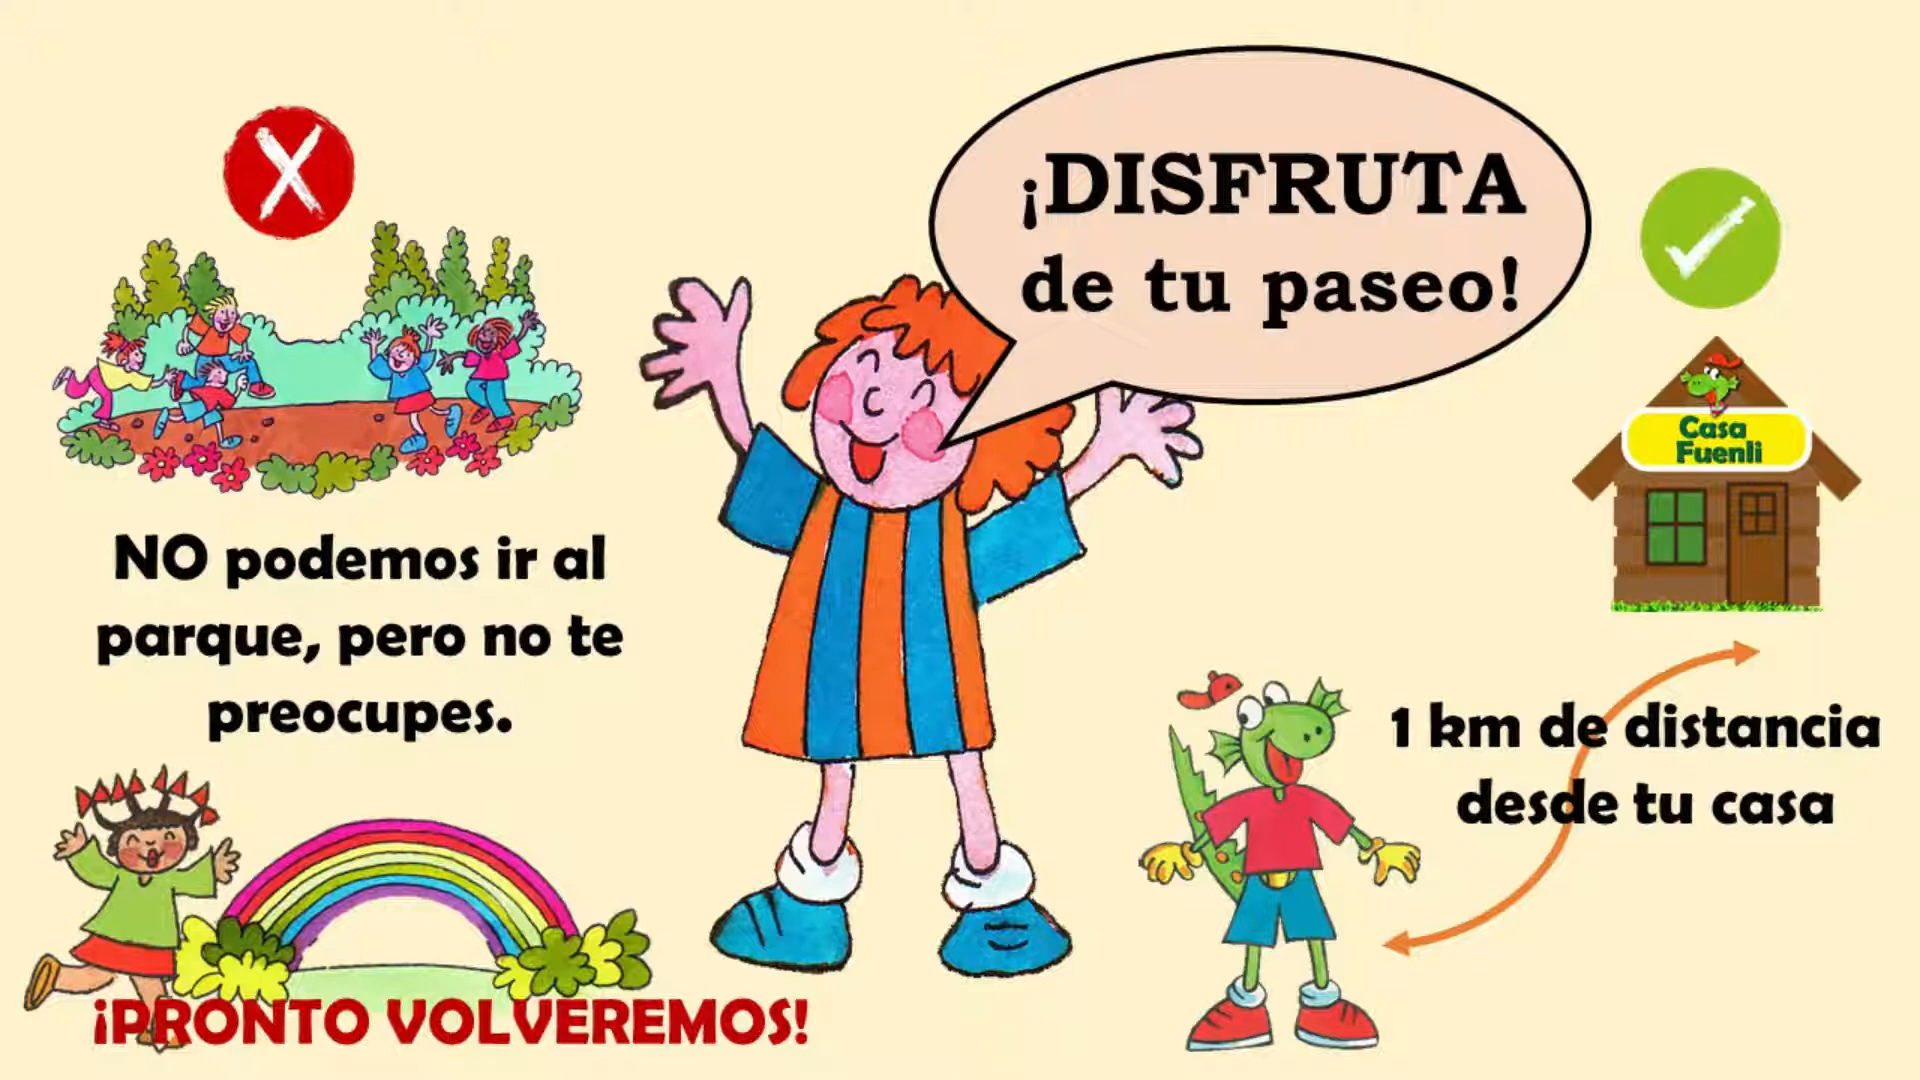 ¡DISFRUTA
de tu paseo!
Casa
Fuenli
NO podemos ir al
parque, pero no te
preocupes.
1 km de distancia
desde tu casa
¡PRONTO VOLVEREMOS!